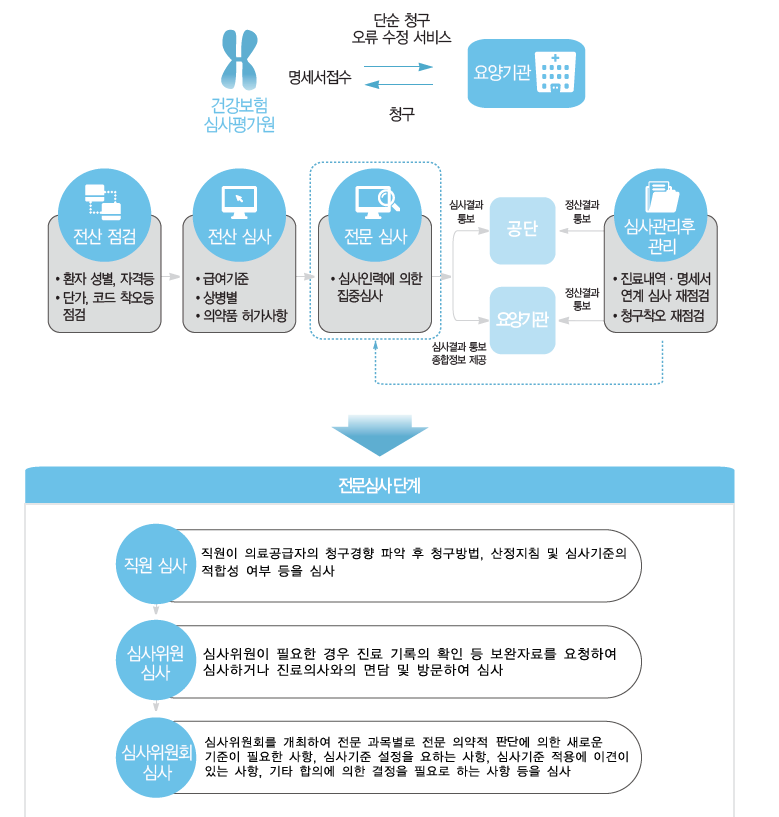 단순 청구
오류 수정 서비스
명세서접수
청구
건강보험
심사평가원
요양기관
전산 점검
• 환자 성별, 자격등
• 단가, 코드 착오등
점검
전산 심사
• 급여기준
• 상병별
• 의약품 허가사항
전문 심사
• 심사인력에 의한
집중심사
심사결과
통보
공단
정산결과
통보
요양기관
심사결과 통보
종합정보 제공
정산결과
통보
심사관리후
관리
• 진료내역 · 명세서
연계 심사 재점검
• 청구착오 재점검
전문심사 단계
직원 심사
직원이 의료공급자의 청구경향 파악 후 청구방법, 산정지침 및 심사기준의
적합성 여부 등을 심사
심사위원
심사
심사위원이 필요한 경우 진료 기록의 확인 등 보완자료를 요청하여
심사하거나 진료의사와의 면담 및 방문하여 심사
심사위원회
심사
심사위원회를 개최하여 전문 과목별로 전문 의약적 판단에 의한 새로운
기준이 필요한 사항, 심사기준 설정을 요하는 사항, 심사기준 적용에 이견이
있는 사항, 기타 합의에 의한 결정을 필요로 하는 사항 등을 심사